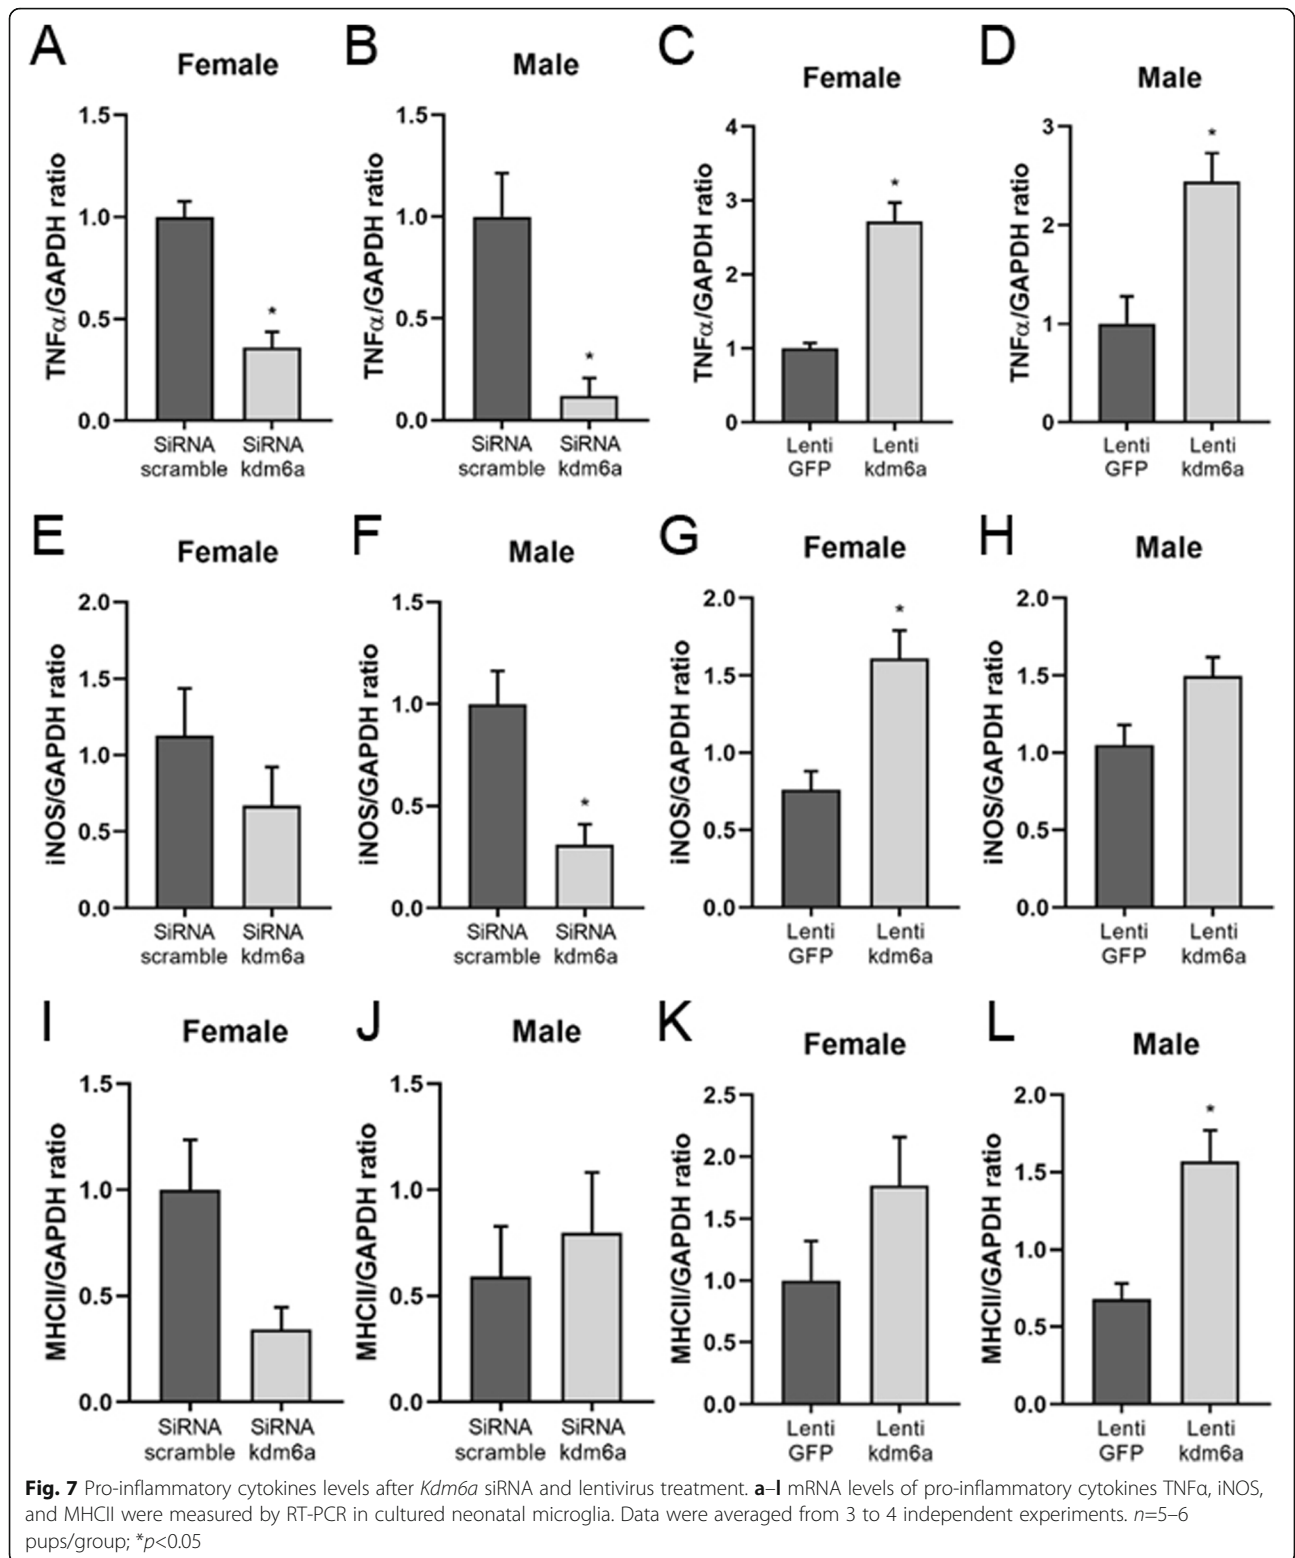 A
Female
TNFα/GAPDH ratio
1.5
1.0
0.5
0.0
*
SiRNA scramble
SiRNA kdm6a
B
Male
TNFα/GAPDH ratio
1.5
1.0
0.5
0.0
*
SiRNA scramble
SiRNA kdm6a
C
Female
TNFα/GAPDH ratio
4
3
2
1
0
*
Lenti GFP
Lenti kdm6a
D
Male
TNFα/GAPDH ratio
3
2
1
0
*
Lenti GFP
Lenti kdm6a
E
Female
iNOS/GAPDH ratio
2.0
1.5
1.0
0.5
0.0
SiRNA scramble
SiRNA kdm6a
F
Male
iNOS/GAPDH ratio
1.5
1.0
0.5
0.0
*
SiRNA scramble
SiRNA kdm6a
G
Female
iNOS/GAPDH ratio
2.0
1.5
1.0
0.5
0.0
*
Lenti GFP
Lenti kdm6a
H
Male
iNOS/GAPDH ratio
2.0
1.5
1.0
0.5
0.0
Lenti GFP
Lenti kdm6a
I
Female
MHCII/GAPDH ratio
1.5
1.0
0.5
0.0
SiRNA scramble
SiRNA kdm6a
J
Male
MHCII/GAPDH ratio
1.5
1.0
0.5
0.0
SiRNA scramble
SiRNA kdm6a
K
Female
MHCII/GAPDH ratio
2.5
2.0
1.5
1.0
0.5
0.0
Lenti GFP
Lenti kdm6a
L
Male
MHCII/GAPDH ratio
2.0
1.5
1.0
0.5
0.0
*
Lenti GFP
Lenti kdm6a
Fig. 7 Pro-inflammatory cytokines levels after Kdm6a siRNA and lentivirus treatment. a–l mRNA levels of pro-inflammatory cytokines TNFα, iNOS,
and MHCII were measured by RT-PCR in cultured neonatal microglia. Data were averaged from 3 to 4 independent experiments. n=5–6
pups/group; *p<0.05